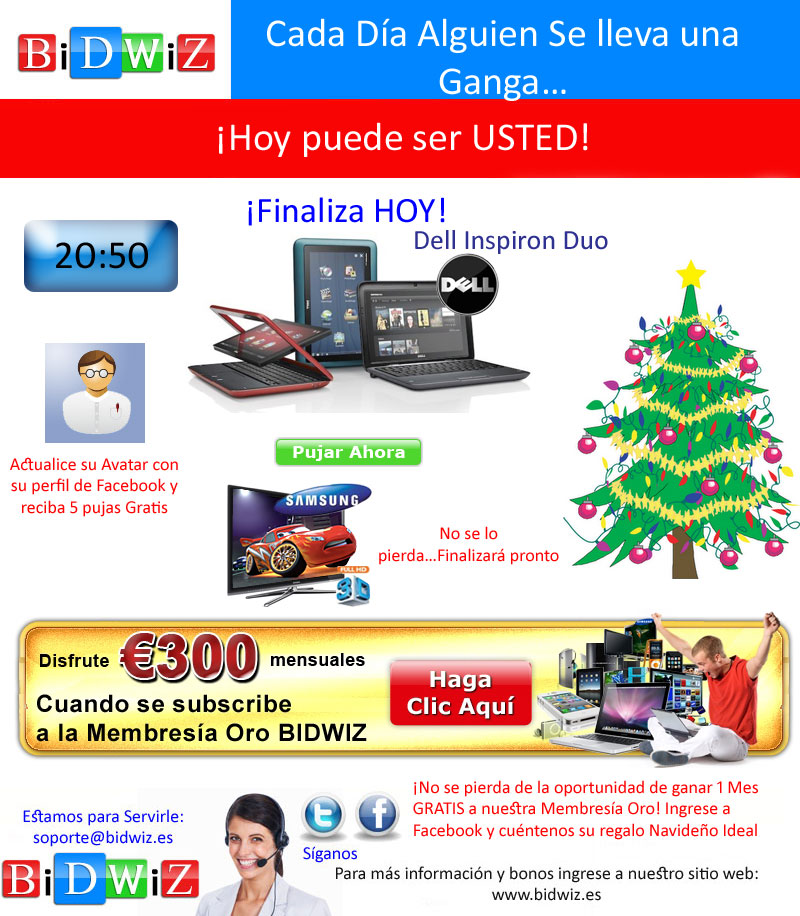 BiDWiZ
Cada Día Alguien Se lleva una
Ganga...
¡Hoy puede ser USTED!
¡Finaliza HOY!
Dell Inspiron Duo
20:50
DELL
Actualice su Avatar con
su perfil de Facebook y
reciba 5 pujas Gratis
Pujar Ahora
SAMSUNG
FULL HD
3D
No se lo
pierda...Finalizará pronto
Disfrute €300 mensuales
Cuando se subscribe
a la Membresía Oro BIDWIZ
Haga
Clic Aquí
¡No se pierda de la oportunidad de ganar 1 Mes
GRATIS a nuestra Membresía Oro! Ingrese a
Facebook y cuéntenos su regalo Navideño Ideal
Estamos para Servirle:
soporte@bidwiz.es
Síganos
BiDWiZ
Para más información y bonos ingrese a nuestro sitio web:
www.bidwiz.es